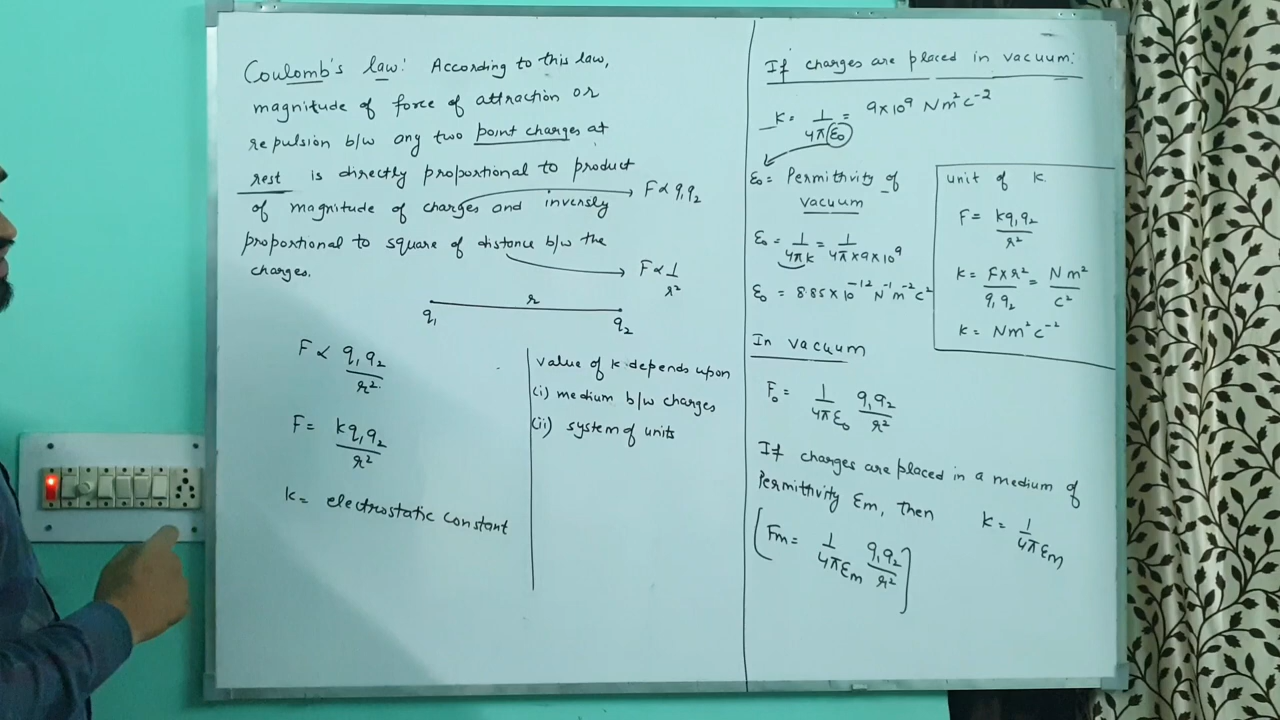 Coulomb's law: According to this law,
magnitude of force of attraction or
repulsion b/w any two point charges at
rest is directly proportional to product
of magnitude of charges and inversly
proportional to square of distance b/w the
charges.
F ∝ q₁q₂
F ∝ 1/r²
r
q₁ q₂
F ∝ q₁q₂/r²
F = kq₁q₂/r²
k = electrostatic constant
value of k depends upon
(i) medium b/w charges
(ii) system of units
If charges are placed in vacuum:
k = 1/4πε₀ = 9×10⁹ Nm²c⁻²
ε₀ = Permitivity of
vacuum
ε₀ = 1/4πk = 1/4π×9×10⁹
ε₀ = 8.85×10⁻¹² N⁻¹m⁻²c²
unit of k.
F = kq₁q₂/r²
k = F×r²/q₁q₂ = Nm²/c²
k = Nm²c⁻²
In vacuum
F₀ = 1/4πε₀ q₁q₂/r²
If charges are placed in a medium of
Permittivity εm, then
k = 1/4πεm
Fm = 1/4πεm q₁q₂/r²